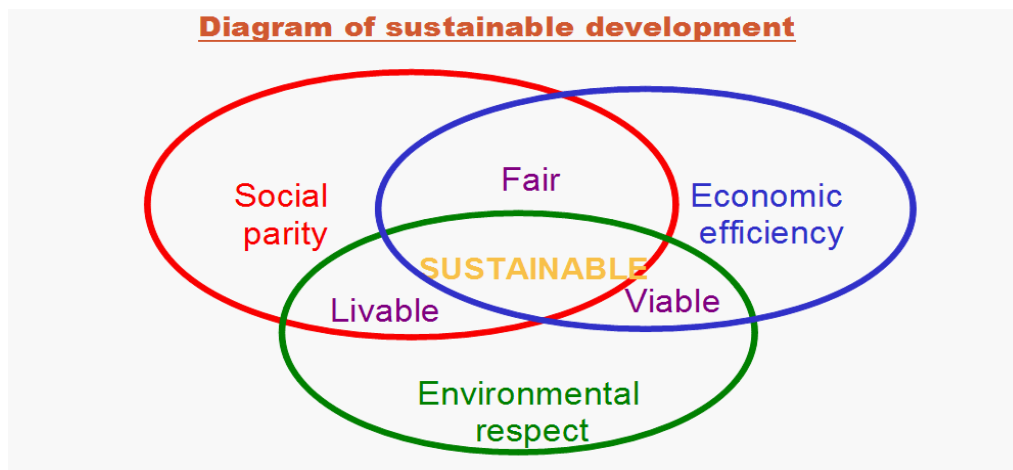 Diagram of sustainable development
Fair
Social
parity
Economic
efficiency
SUSTAINABLE
Livable
Viable
Environmental
respect